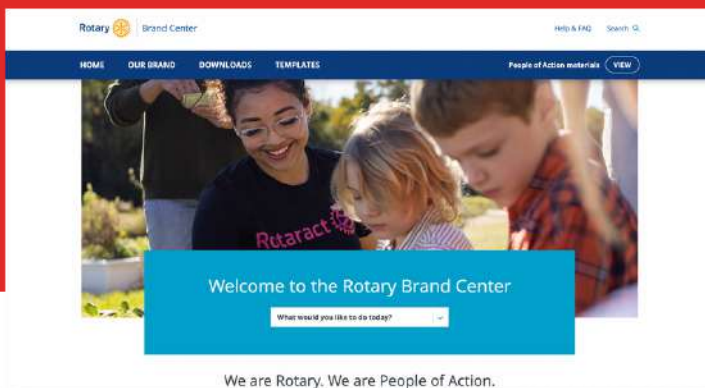 Rotary Brand Center
Help & FAQ Search
HOME OUR BRAND DOWNLOADS TEMPLATES People of Action materials VIEW
Rotaract
Welcome to the Rotary Brand Center
What would you like to do today?
We are Rotary. We are People of Action.